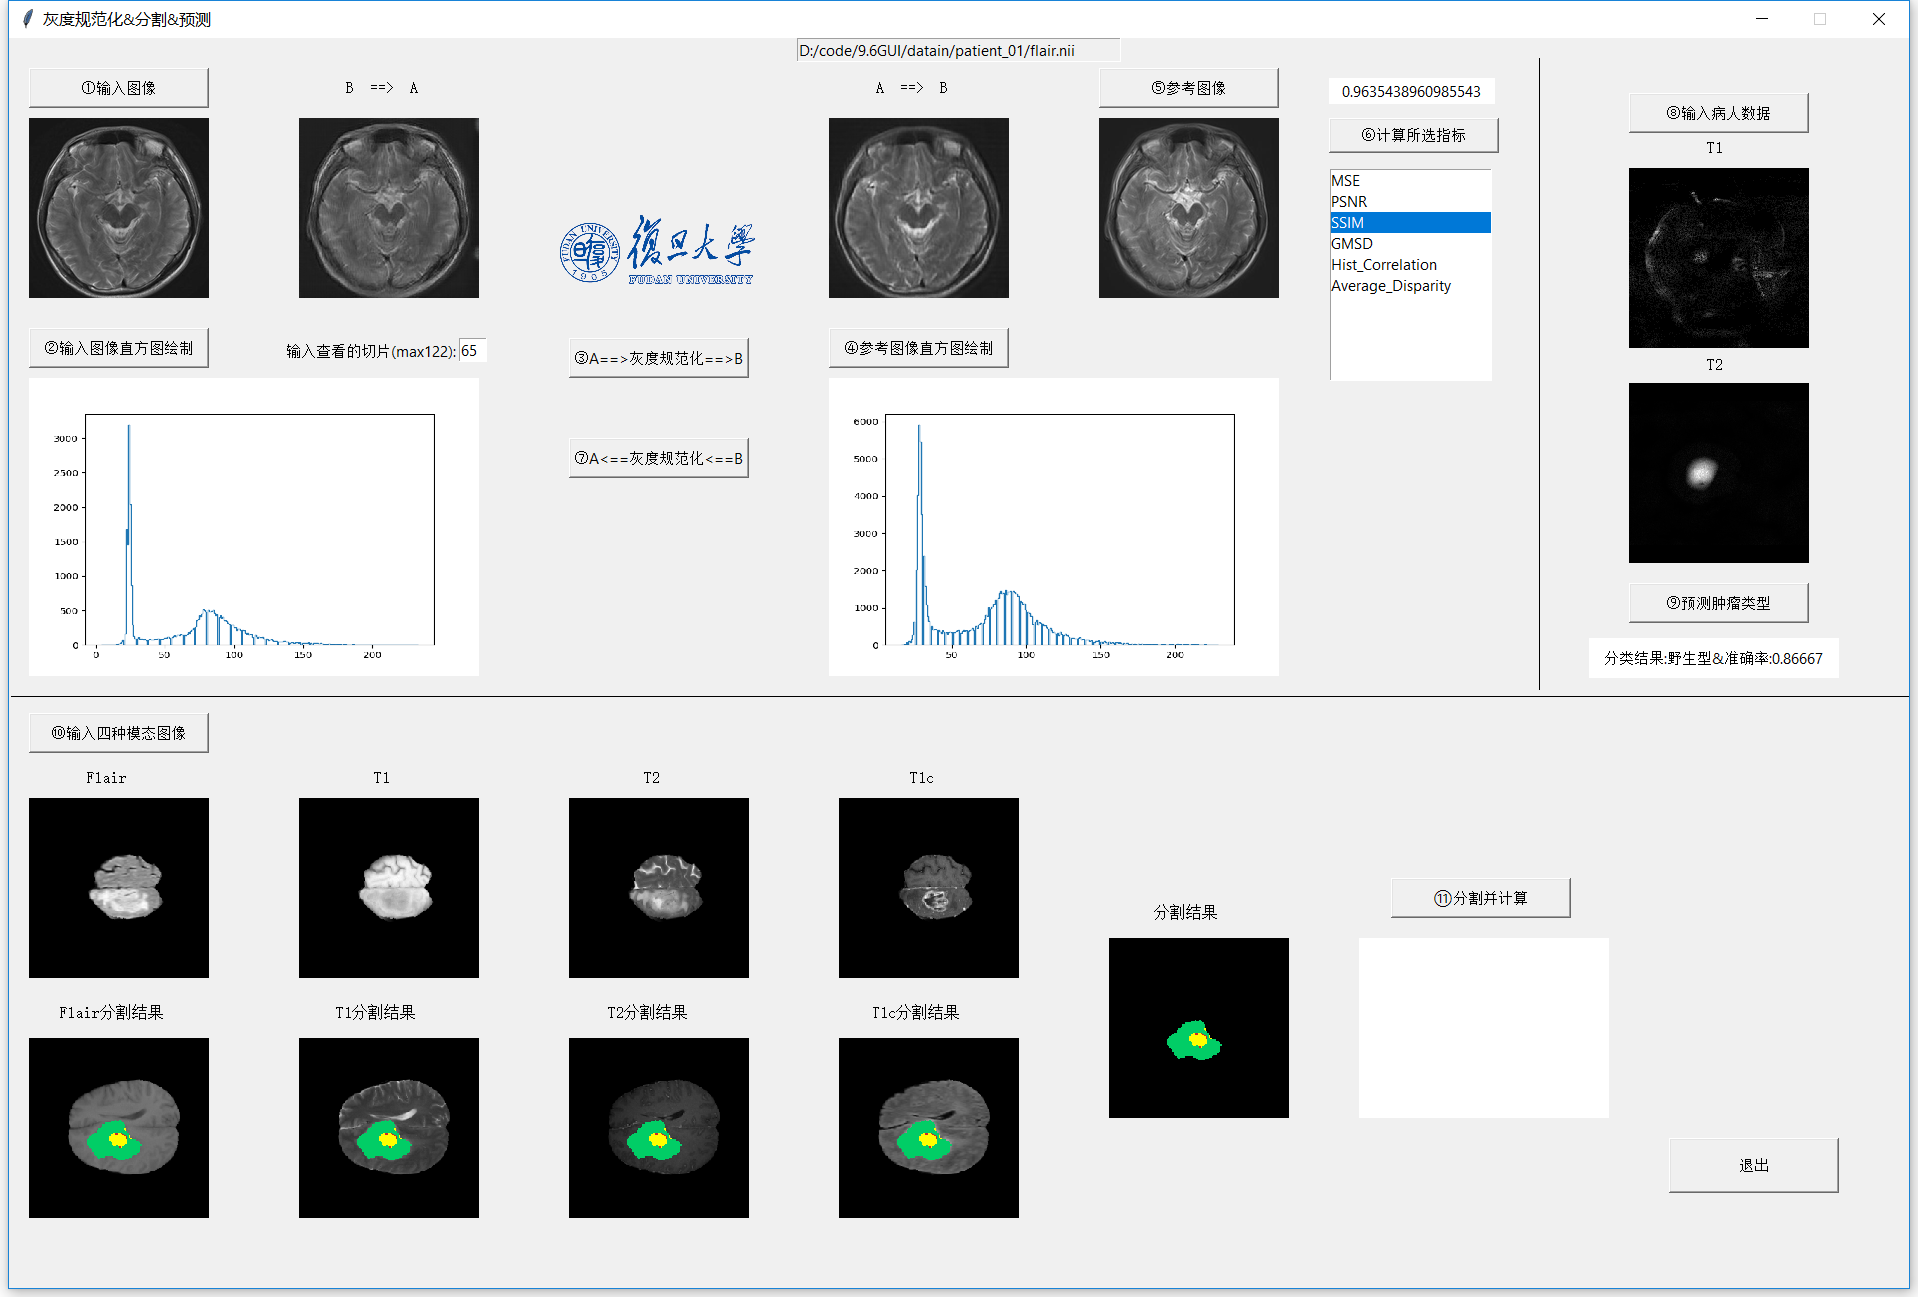 灰度规范化&分割&预测
D:/code/9.6GUI/datain/patient_01/flair.nii
①输入图像
B ==> A
A ==> B
⑤参考图像
0.9635438960985543
⑥计算所选指标
MSE
PSNR
SSIM
GMSD
Hist_Correlation
Average_Disparity
⑧输入病人数据
T1
T2
FUDAN UNIVERSITY
1905
復旦大學
FUDAN UNIVERSITY
②输入图像直方图绘制
输入查看的切片(max122): 65
③A==>灰度规范化==>B
④参考图像直方图绘制
⑦A<==灰度规范化<==B
3000
2500
2000
1500
1000
500
0
0 50 100 150 200
6000
5000
4000
3000
2000
1000
0
50 100 150 200
⑨预测肿瘤类型
分类结果:野生型&准确率:0.86667
⑩输入四种模态图像
Flair T1 T2 T1c
⑪分割并计算
分割结果
Flair分割结果 T1分割结果 T2分割结果 T1c分割结果
退出